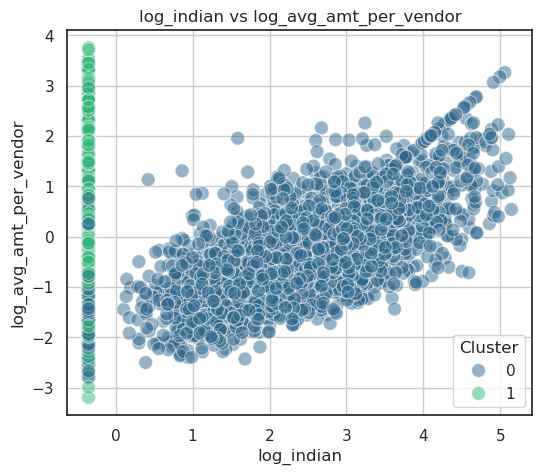 log_indian vs log_avg_amt_per_vendor
log_avg_amt_per_vendor
4
3
2
1
0
−1
−2
−3
Cluster
0
1
0 1 2 3 4 5
log_indian